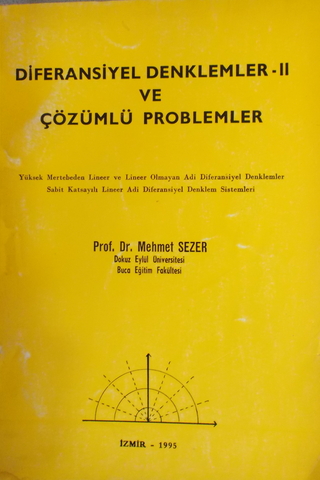 DİFERANSİYEL DENKLEMLER - II
VE
ÇÖZÜMLÜ PROBLEMLER
Yüksek Mertebeden Lineer ve Lineer Olmayan Adi Diferansiyel Denklemler
Sabit Katsayılı Lineer Adi Diferansiyel Denklem Sistemleri
Prof. Dr. Mehmet SEZER
Dokuz Eylül Üniversitesi
Buca Eğitim Fakültesi
İZMİR - 1995